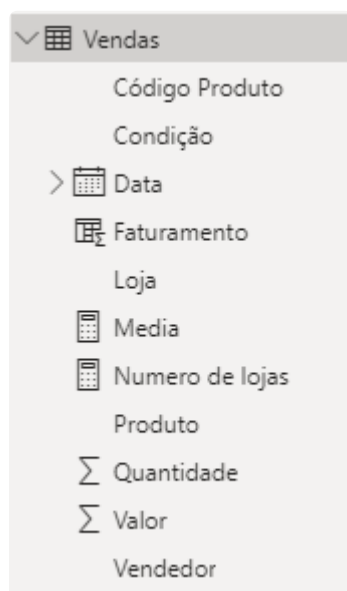 Vendas
Código Produto
Condição
Data
Faturamento
Loja
Media
Numero de lojas
Produto
Quantidade
Valor
Vendedor